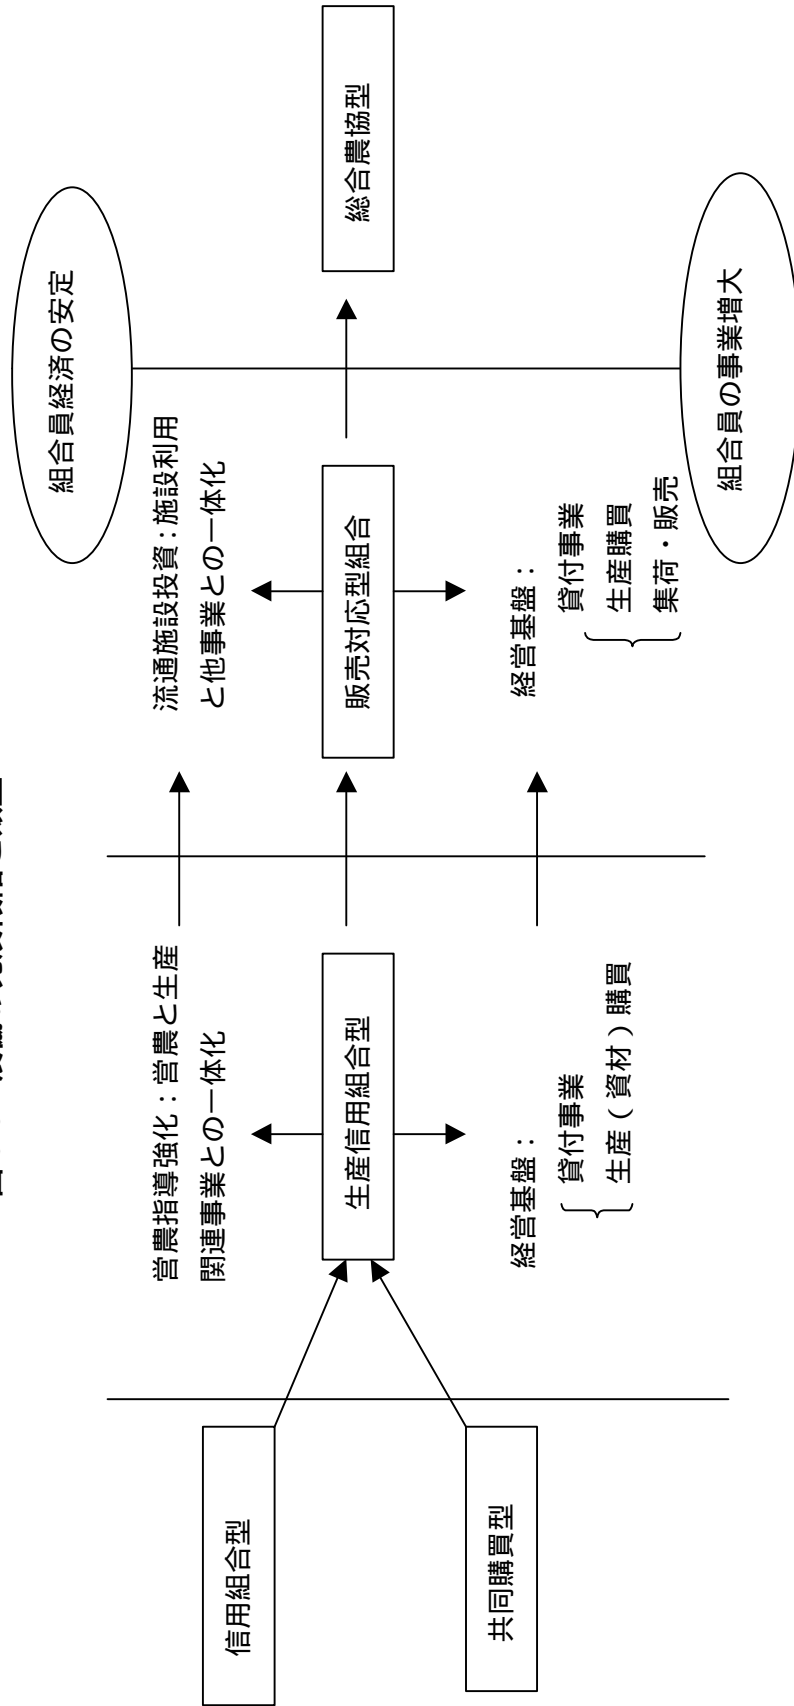 信用組合型
共同購買型
営農指導強化：営農と生産
関連事業との一体化
生産信用組合型
経営基盤：
貸付事業
生産（資材）購買
流通施設投資：施設利用
と他事業との一体化
販売対応型組合
経営基盤：
貸付事業
生産購買
集荷・販売
組合員経済の安定
総合農協型
組合員の事業増大